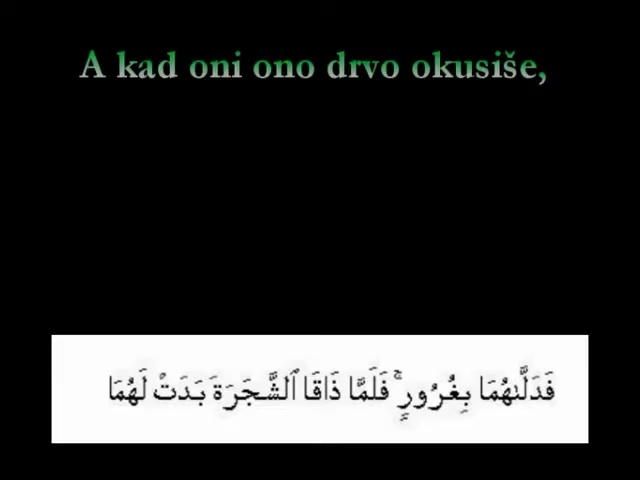 A kad oni ono drvo okusiše,
فَدَلَّىٰهُمَا بِغُرُورٍ ۚ فَلَمَّا ذَاقَا ٱلشَّجَرَةَ بَدَتْ لَهُمَا